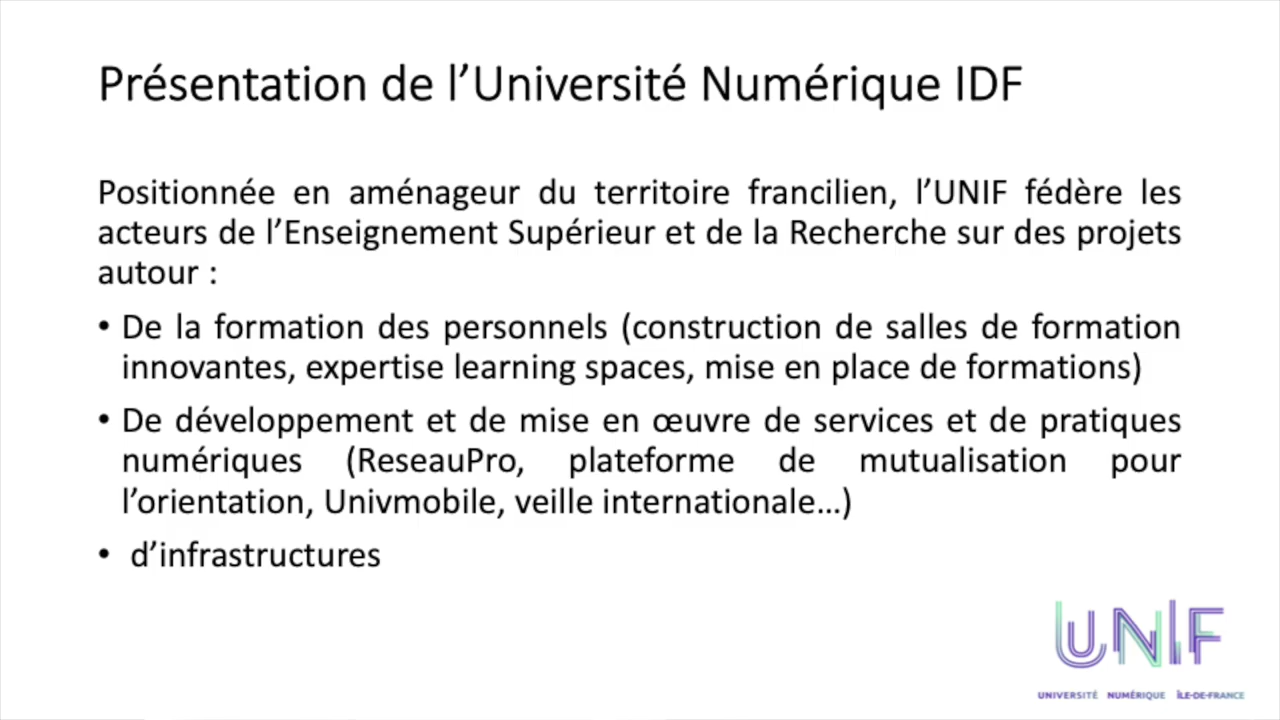 Présentation de l’Université Numérique IDF
Positionnée en aménageur du territoire francilien, l’UNIF fédère les
acteurs de l’Enseignement Supérieur et de la Recherche sur des projets
autour :
• De la formation des personnels (construction de salles de formation
innovantes, expertise learning spaces, mise en place de formations)
• De développement et de mise en œuvre de services et de pratiques
numériques (ReseauPro, plateforme de mutualisation pour
l’orientation, Univmobile, veille internationale…)
• d’infrastructures
UNIF
UNIVERSITÉ NUMÉRIQUE ÎLE-DE-FRANCE